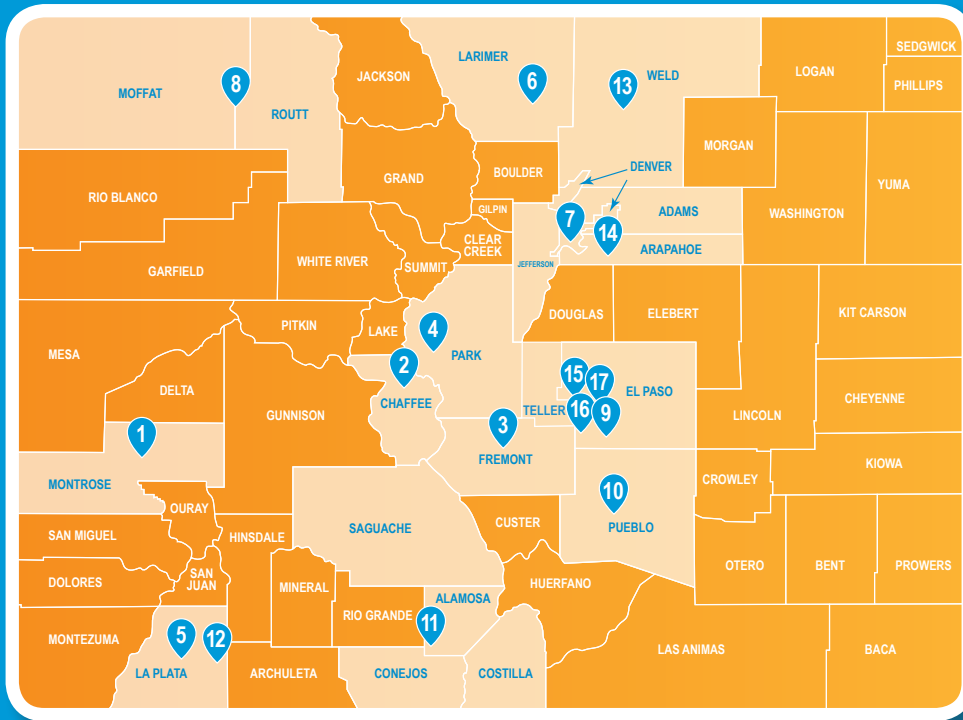 SEDGWICK
LARIMER
JACKSON
LOGAN
WELD
PHILLIPS
8
6
13
MOFFAT
ROUTT
MORGAN
DENVER
BOULDER
GRAND
YUMA
RIO BLANCO
GILPIN
ADAMS
WASHINGTON
7
14
CLEAR
CREEK
ARAPAHOE
WHITE RIVER
SUMMIT
JEFFERSON
GARFIELD
DOUGLAS
ELEBERT
KIT CARSON
PITKIN
LAKE
4
MESA
PARK
2
15
17
DELTA
EL PASO
CHEYENNE
CHAFFEE
TELLER
16
9
GUNNISON
LINCOLN
1
3
FREMONT
KIOWA
MONTROSE
CROWLEY
10
OURAY
SAGUACHE
CUSTER
PUEBLO
SAN MIGUEL
HINSDALE
OTERO
BENT
PROWERS
SAN
JUAN
DOLORES
MINERAL
HUERFANO
ALAMOSA
RIO GRANDE
11
MONTEZUMA
5
12
LAS ANIMAS
BACA
LA PLATA
ARCHULETA
CONEJOS
COSTILLA